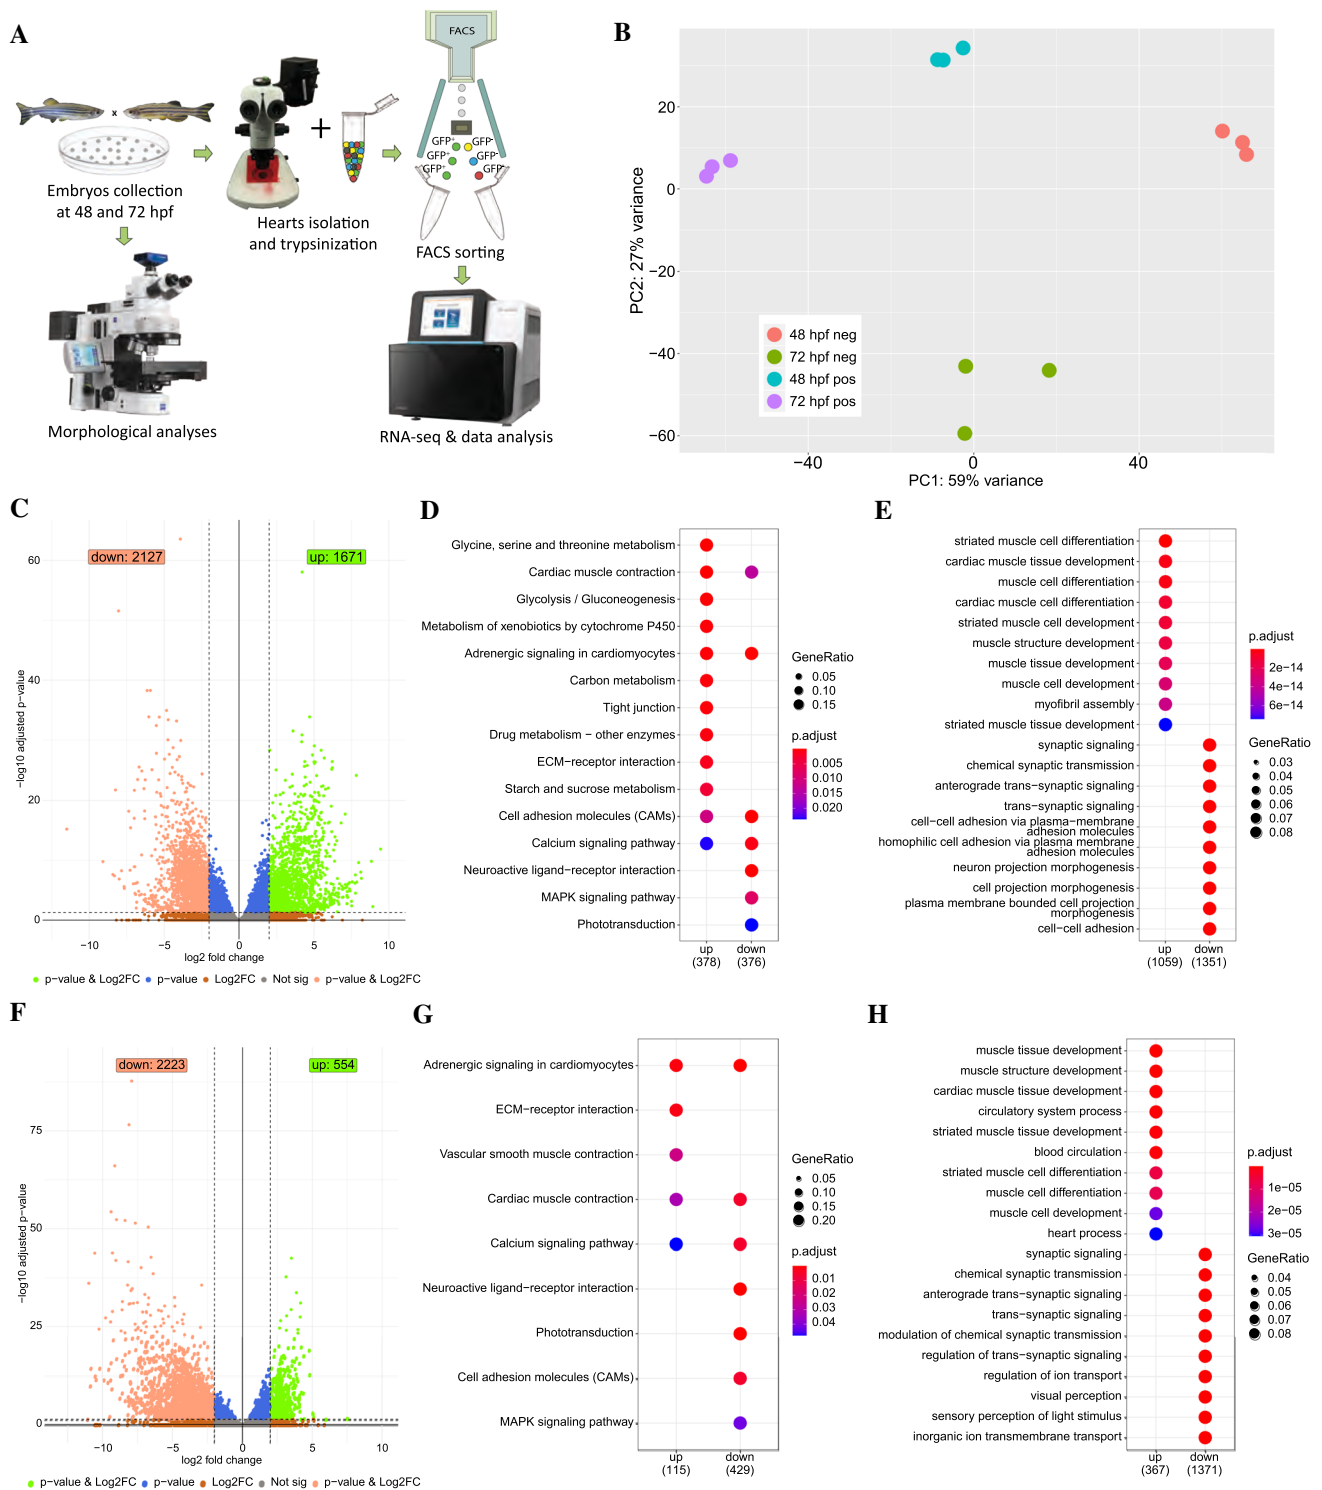 A
FACS
GFP+
GFP-
GFP+
GFP-
GFP+
GFP-
x
+
Embryos collection
at 48 and 72 hpf
Hearts isolation
and trypsinization
FACS sorting
Morphological analyses
RNA-seq & data analysis
B
PC2: 27% variance
20
0
−20
−40
−60
48 hpf neg
72 hpf neg
48 hpf pos
72 hpf pos
−40
0
40
PC1: 59% variance
C
−log10 adjusted p-value
down: 2127
up: 1671
60
40
20
0
−10
−5
0
5
10
log2 fold change
p-value & Log2FC
p-value
Log2FC
Not sig
p-value & Log2FC
D
Glycine, serine and threonine metabolism
Cardiac muscle contraction
Glycolysis / Gluconeogenesis
Metabolism of xenobiotics by cytochrome P450
Adrenergic signaling in cardiomyocytes
Carbon metabolism
Tight junction
Drug metabolism − other enzymes
ECM−receptor interaction
Starch and sucrose metabolism
Cell adhesion molecules (CAMs)
Calcium signaling pathway
Neuroactive ligand−receptor interaction
MAPK signaling pathway
Phototransduction
up
(378)
down
(376)
GeneRatio
0.05
0.10
0.15
p.adjust
0.005
0.010
0.015
0.020
E
striated muscle cell differentiation
cardiac muscle tissue development
muscle cell differentiation
cardiac muscle cell differentiation
striated muscle cell development
muscle structure development
muscle tissue development
muscle cell development
myofibril assembly
striated muscle tissue development
synaptic signaling
chemical synaptic transmission
anterograde trans−synaptic signaling
trans−synaptic signaling
cell−cell adhesion via plasma−membrane
adhesion molecules
homophilic cell adhesion via plasma membrane
adhesion molecules
neuron projection morphogenesis
cell projection morphogenesis
plasma membrane bounded cell projection
morphogenesis
cell−cell adhesion
up
(1059)
down
(1351)
p.adjust
2e−14
4e−14
6e−14
GeneRatio
0.03
0.04
0.05
0.06
0.07
0.08
F
−log10 adjusted p-value
down: 2223
up: 554
75
50
25
0
−10
−5
0
5
10
log2 fold change
p-value & Log2FC
p-value
Log2FC
Not sig
p-value & Log2FC
G
Adrenergic signaling in cardiomyocytes
ECM−receptor interaction
Vascular smooth muscle contraction
Cardiac muscle contraction
Calcium signaling pathway
Neuroactive ligand−receptor interaction
Phototransduction
Cell adhesion molecules (CAMs)
MAPK signaling pathway
up
(115)
down
(429)
GeneRatio
0.05
0.10
0.15
0.20
p.adjust
0.01
0.02
0.03
0.04
H
muscle tissue development
muscle structure development
cardiac muscle tissue development
circulatory system process
striated muscle tissue development
blood circulation
striated muscle cell differentiation
muscle cell differentiation
muscle cell development
heart process
synaptic signaling
chemical synaptic transmission
anterograde trans−synaptic signaling
trans−synaptic signaling
modulation of chemical synaptic transmission
regulation of trans−synaptic signaling
regulation of ion transport
visual perception
sensory perception of light stimulus
inorganic ion transmembrane transport
up
(367)
down
(1371)
p.adjust
1e−05
2e−05
3e−05
GeneRatio
0.04
0.05
0.06
0.07
0.08